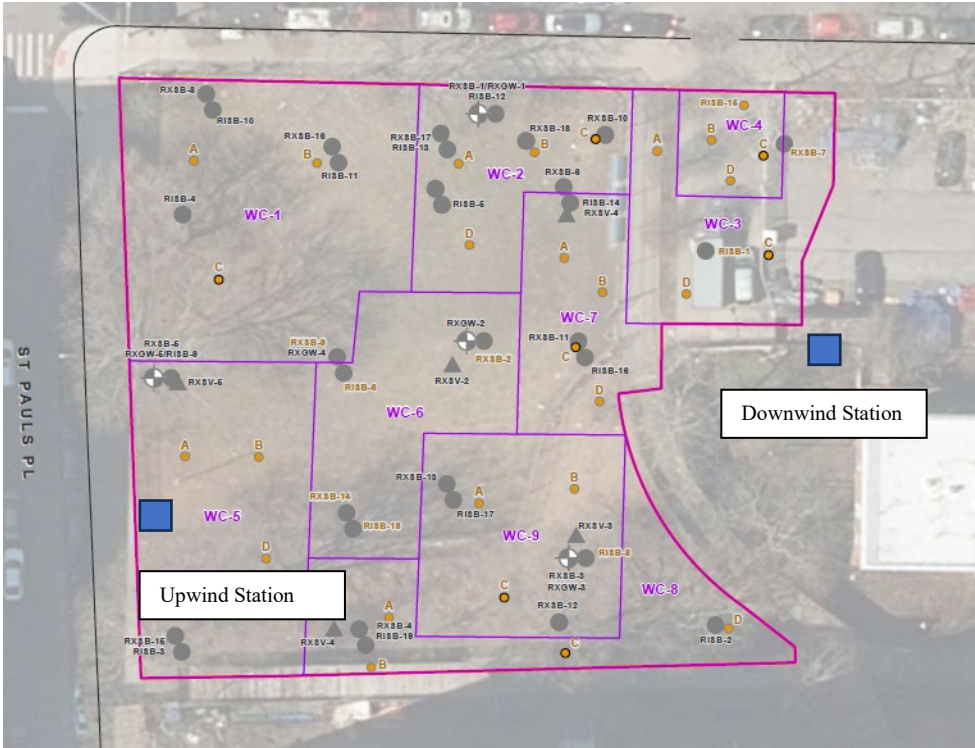 RXSB-1/RXGW-1
RISB-12
RXSB-8
RISB-10
RXSB-17
RISB-13
RXSB-18
RXSB-10
C
RISB-15
B
WC-4
C
RXSB-7
RXSB-16
B
RISB-11
A
A
WC-2
B
A
D
RXSB-6
RISB-14
RXSV-4
RISB-4
WC-1
RISB-5
WC-3
D
A
RISB-1
C
C
B
D
WC-7
RXGW-2
RXSB-11
RXSB-9
RXGW-4
RISB-2
C
RISB-16
RXSB-5
RXGW-5/RISB-9
RXSV-5
RISB-6
RXSV-2
D
ST PAULS PL
WC-6
Downwind Station
A
B
RXSB-13
A
RISB-17
B
RXSB-14
RISB-18
WC-5
RXSV-3
WC-9
RISB-8
D
RXSB-3
RXGW-3
WC-8
Upwind Station
C
RXSB-12
A
RXSB-4
RISB-19
RXSV-4
D
RISB-2
RXSB-15
RISB-3
C
B